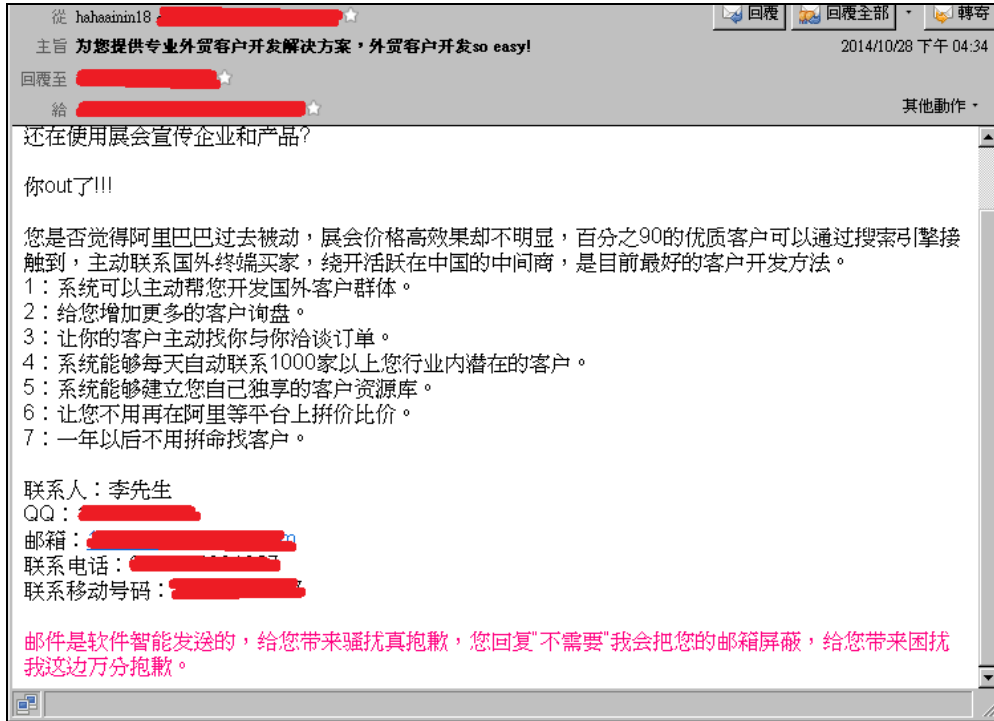 從 hahaainin18
回覆 回覆全部 轉寄
主旨 为您提供专业外贸客户开发解决方案，外贸客户开发so easy!
2014/10/28 下午 04:34
回覆至
給
其他動作
还在使用展会宣传企业和产品?
你out了!!!
您是否觉得阿里巴巴过去被动，展会价格高效果却不明显，百分之90的优质客户可以通过搜索引擎接
触到，主动联系国外终端买家，绕开活跃在中国的中间商，是目前最好的客户开发方法。
1：系统可以主动帮您开发国外客户群体。
2：给您增加更多的客户询盘。
3：让你的客户主动找你与你洽谈订单。
4：系统能够每天自动联系1000家以上您行业内潜在的客户。
5：系统能够建立您自己独享的客户资源库。
6：让您不用再在阿里等平台上拼价比价。
7：一年以后不用拼命找客户。
联系人：李先生
QQ：
邮箱：
联系电话：
联系移动号码：
邮件是软件智能发送的，给您带来骚扰真抱歉，您回复"不需要"我会把您的邮箱屏蔽，给您带来困扰
我这边万分抱歉。